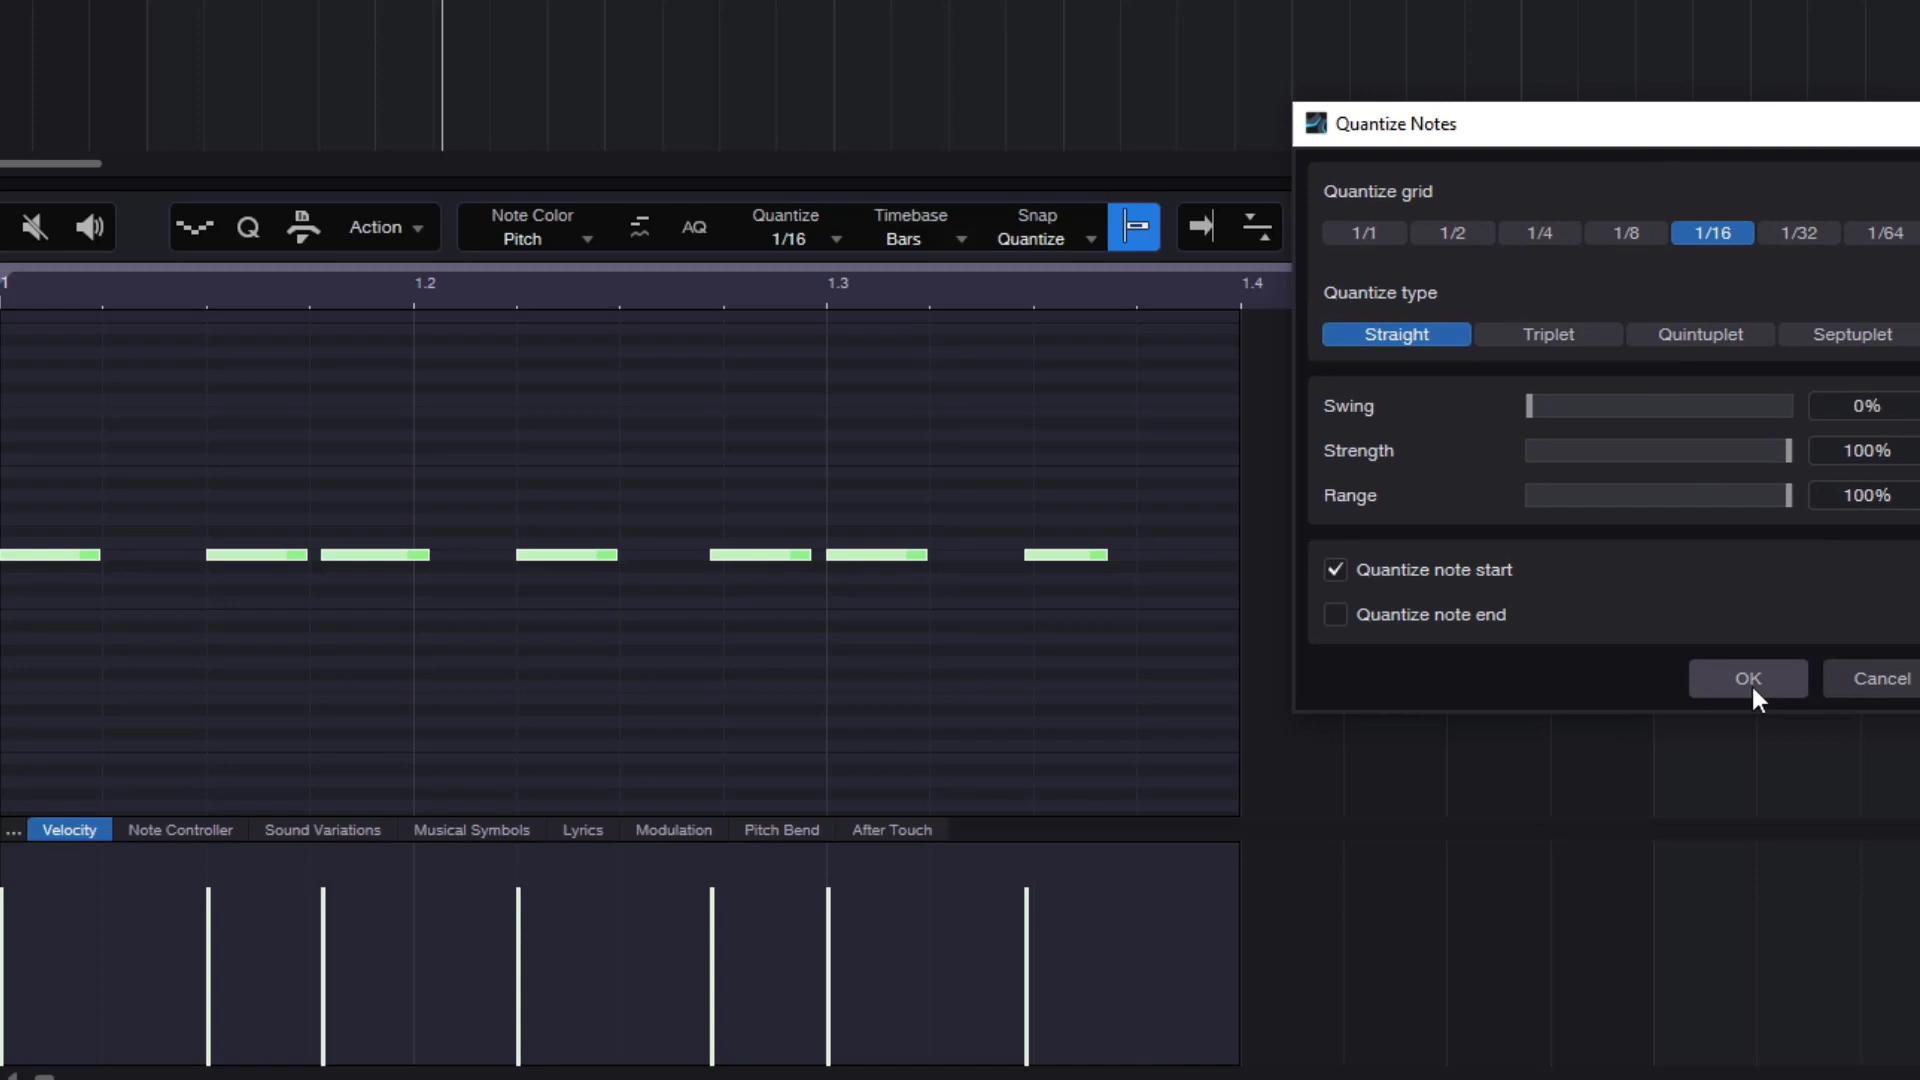 Quantize Notes
Quantize grid
1/1 1/2 1/4 1/8 1/16 1/32 1/64
Quantize type
Straight Triplet Quintuplet Septuplet
Swing 0%
Strength 100%
Range 100%
Quantize note start
Quantize note end
OK Cancel
Q Action
Note Color
Pitch
AQ
Quantize
1/16
Timebase
Bars
Snap
Quantize
1 1.2 1.3 1.4
... Velocity Note Controller Sound Variations Musical Symbols Lyrics Modulation Pitch Bend After Touch